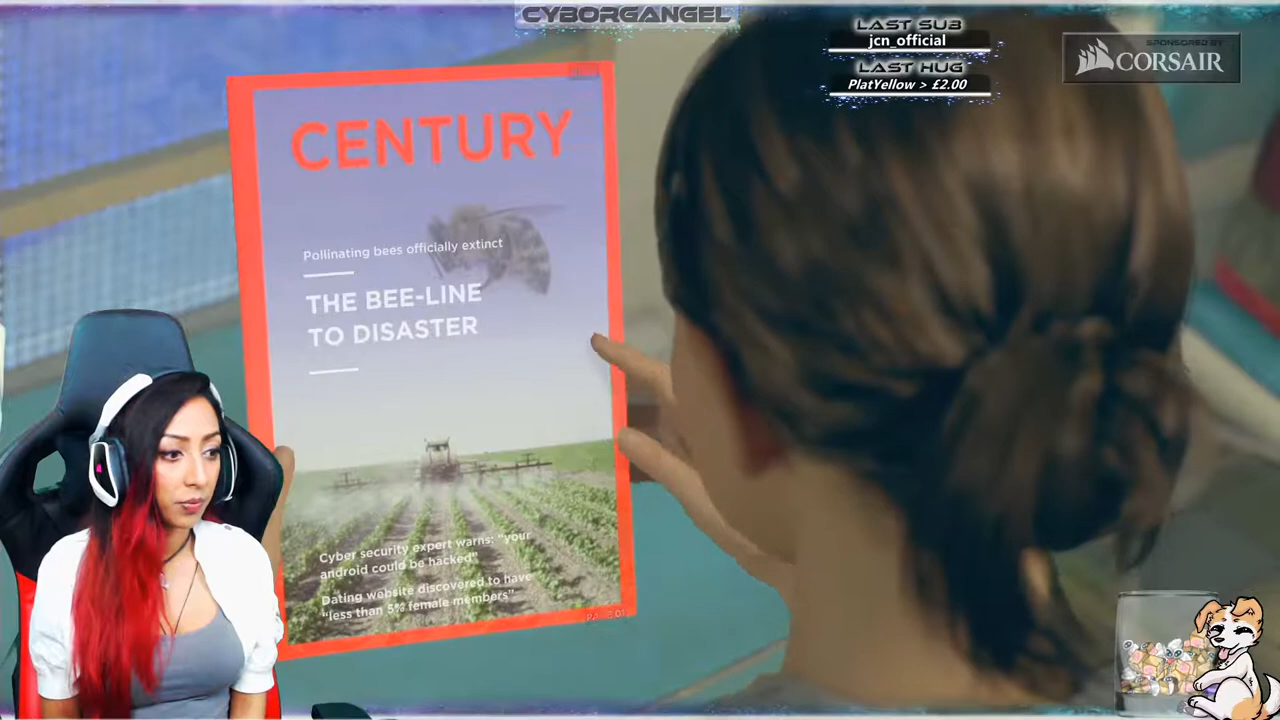 CYBORGANGEL
LAST SUB
jcn_official
LAST HUG
PlatYellow > £2.00
SPONSORED BY
CORSAIR
CENTURY
Pollinating bees officially extinct
THE BEE-LINE
TO DISASTER
Cyber security expert warns: "your
android could be hacked"
Dating website discovered to have
"less than 5% female members"